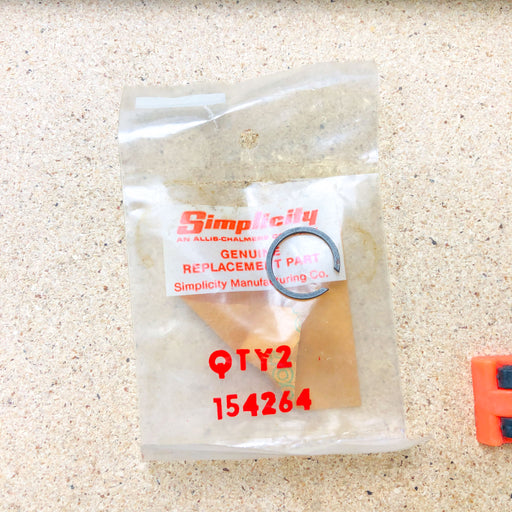 Simplicity
AN ALLIS-CHALMERS
GENUINE
REPLACEMENT PART
Simplicity Manufacturing Co.
QTY2
154264